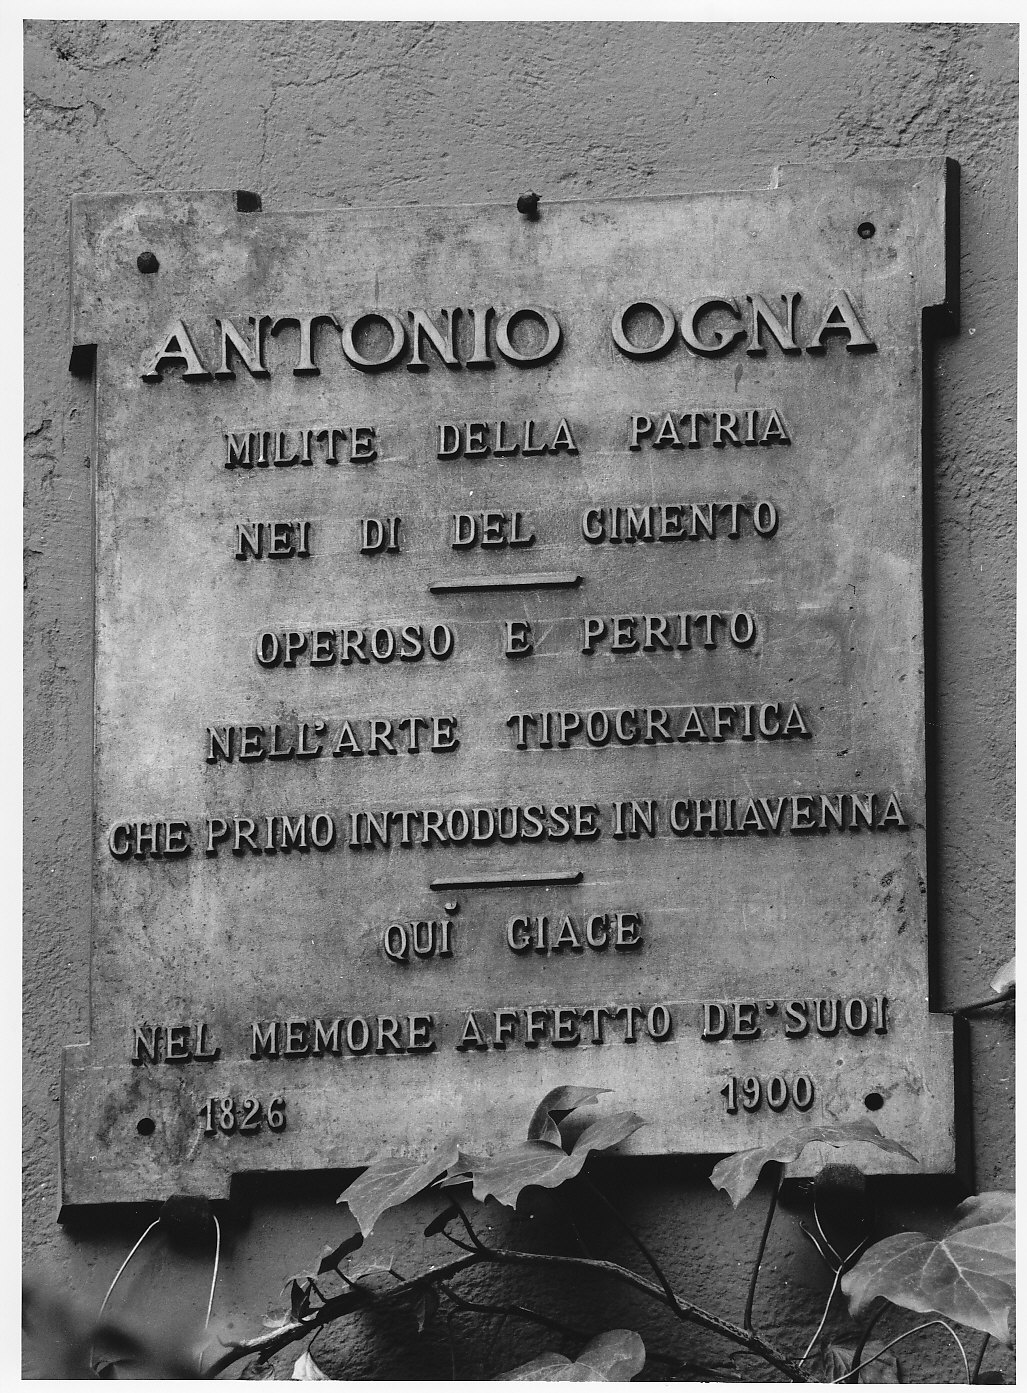 ANTONIO OGNA
MILITE DELLA PATRIA
NEI DI DEL CIMENTO
OPEROSO E PERITO
NELL'ARTE TIPOGRAFICA
CHE PRIMO INTRODUSSE IN CHIAVENNA
QUI GIACE
NEL MEMORE AFFETTO DE' SUOI
1826 1900